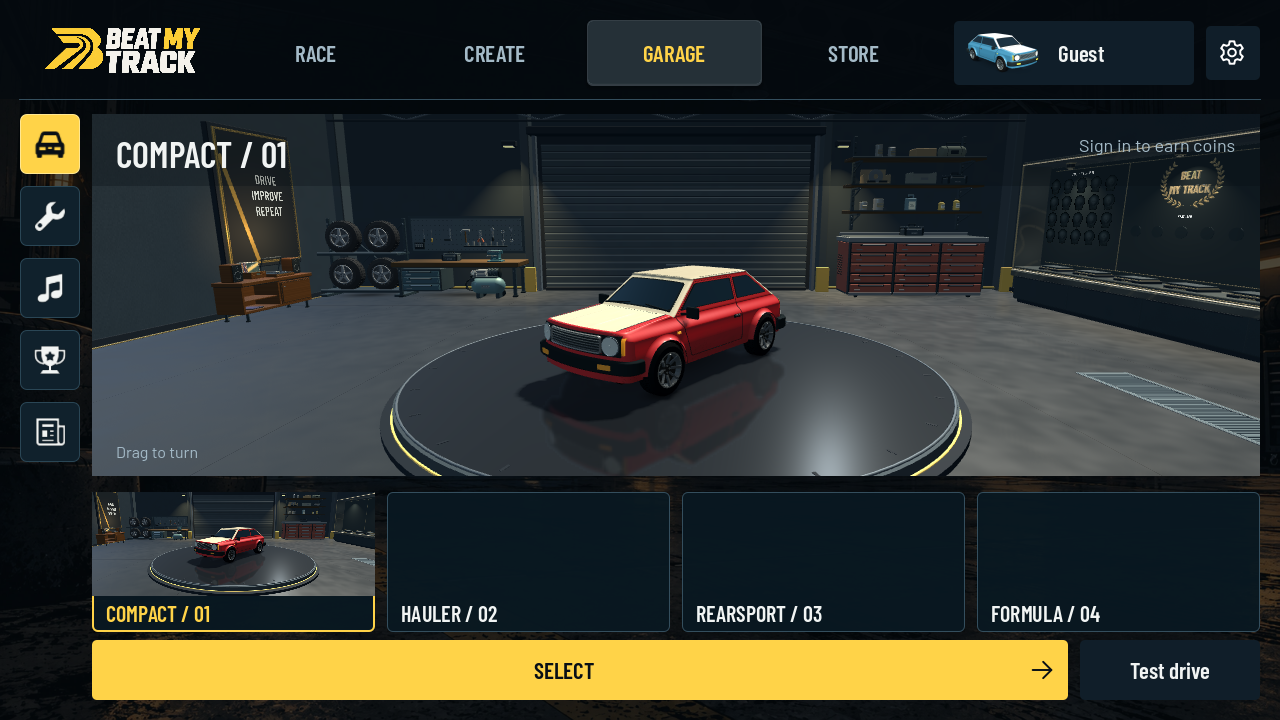 BEAT MY
TRACK
RACE
CREATE
GARAGE
STORE
Guest
COMPACT / 01
Sign in to earn coins
DRIVE
IMPROVE
REPEAT
BEAT
MY TRACK
Drag to turn
COMPACT / 01
HAULER / 02
REARSPORT / 03
FORMULA / 04
SELECT
Test drive